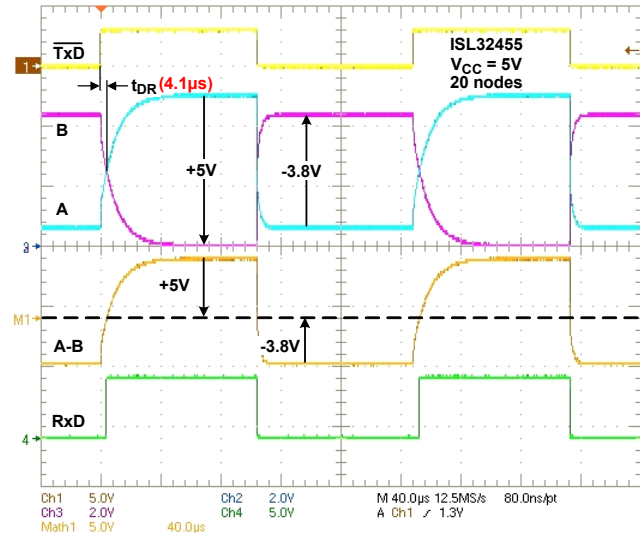 TxD
ISL32455
VCC = 5V
20 nodes
1
tDR (4.1µs)
B
+5V
-3.8V
A
3
+5V
M1
A-B
-3.8V
RxD
4
Ch1 5.0V Ch2 2.0V M 40.0µs 12.5MS/s 80.0ns/pt
Ch3 2.0V Ch4 5.0V A Ch1 ⁄ 1.3V
Math1 5.0V 40.0µs